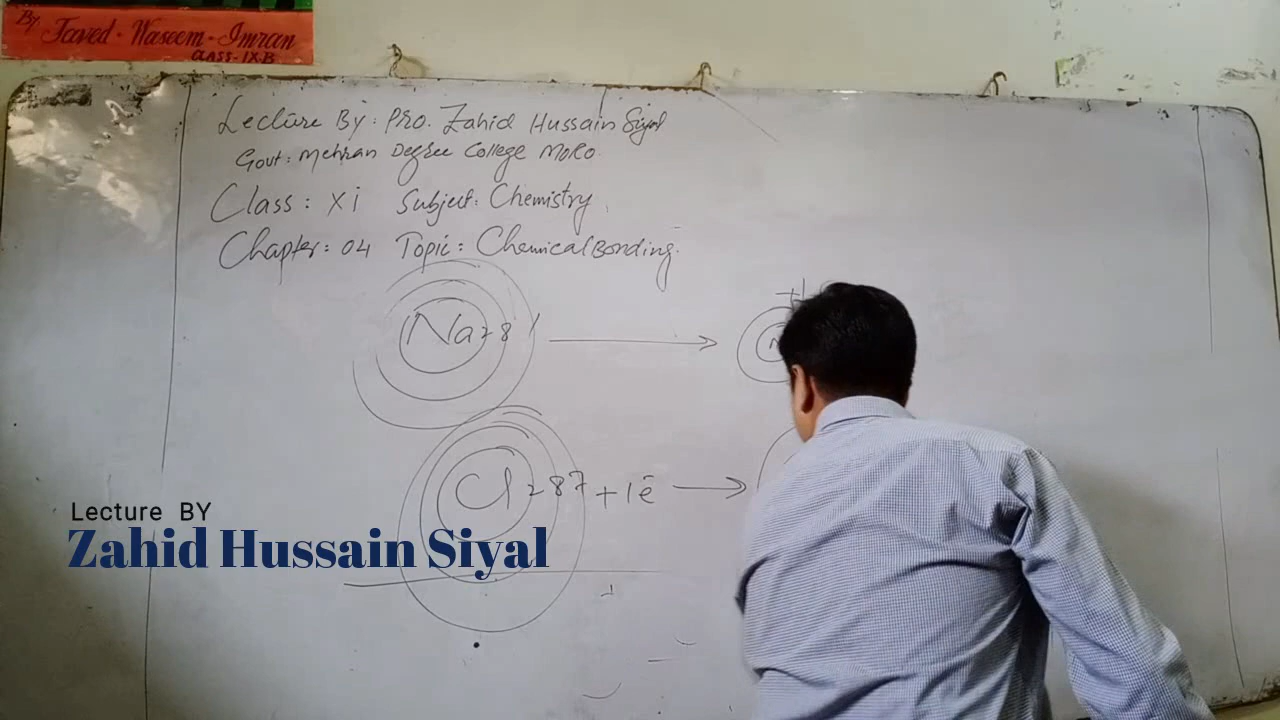 By. Javed - Waseem - Imran
CLASS-IX.B
Lecture By: Pro. Zahid Hussain Siyal
Govt: Mehran Degree College Moro.
Class: XI Subject: Chemistry.
Chapter: 04 Topic: Chemical Bonding.
Na 2 8 1
+1
Cl 2 8 7 + 1 ē
Lecture BY
Zahid Hussain Siyal